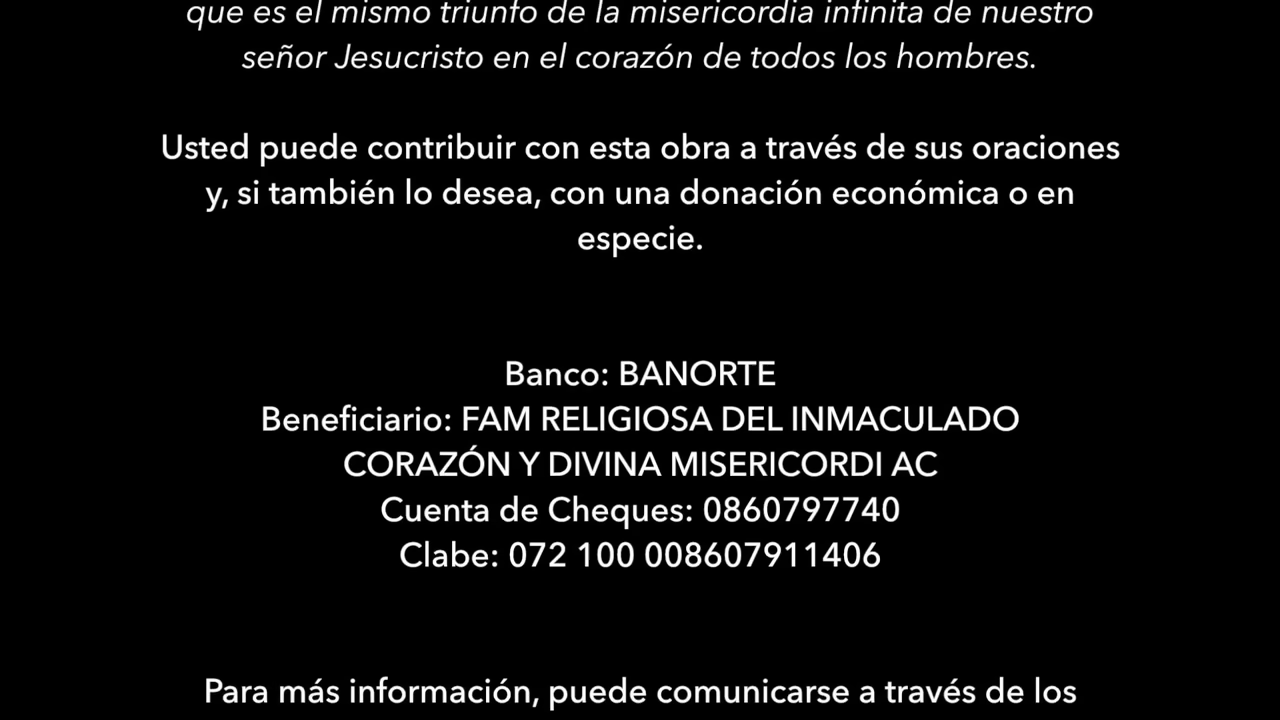 que es el mismo triunfo de la misericordia infinita de nuestro
señor Jesucristo en el corazón de todos los hombres.
Usted puede contribuir con esta obra a través de sus oraciones
y, si también lo desea, con una donación económica o en
especie.
Banco: BANORTE
Beneficiario: FAM RELIGIOSA DEL INMACULADO
CORAZÓN Y DIVINA MISERICORDI AC
Cuenta de Cheques: 0860797740
Clabe: 072 100 008607911406
Para más información, puede comunicarse a través de los